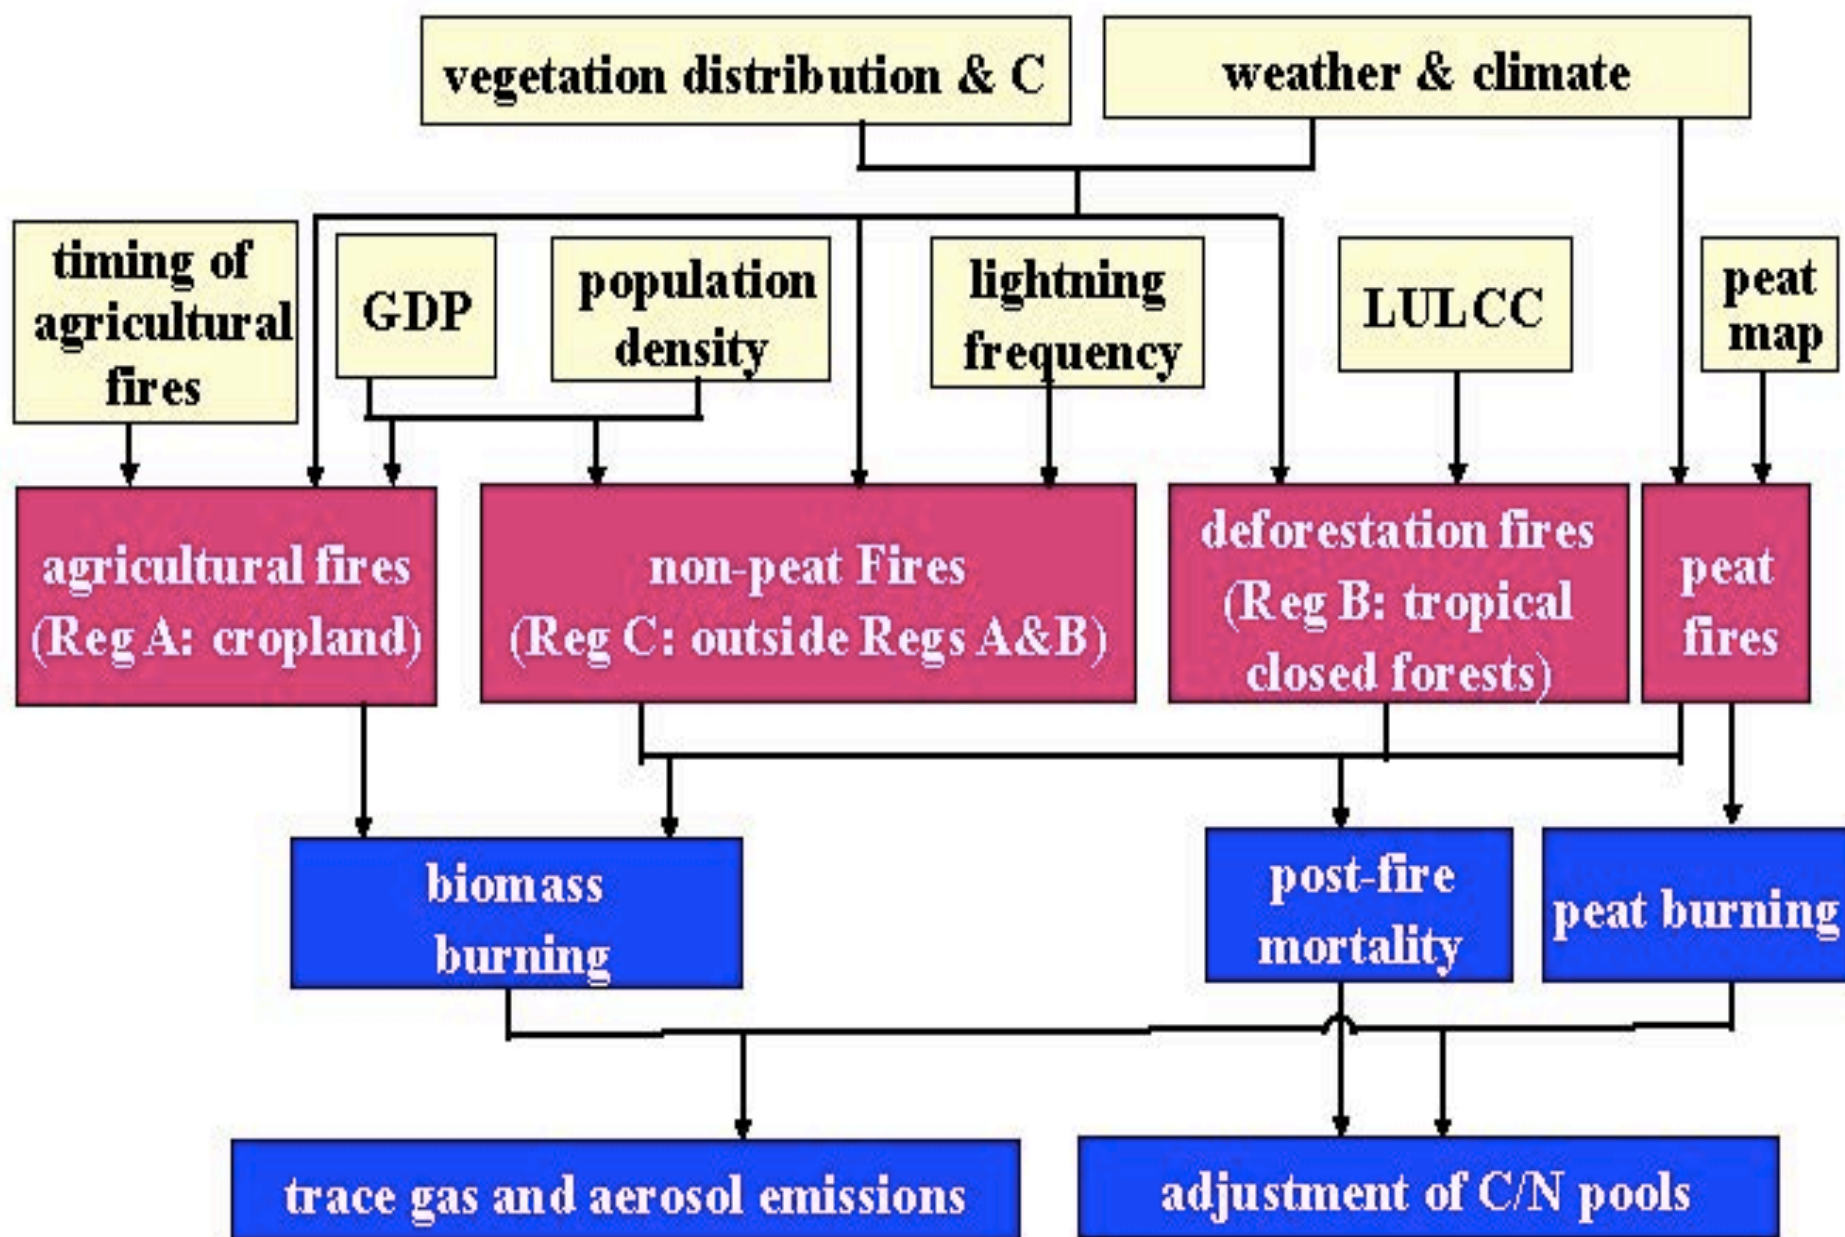 vegetation distribution & C
weather & climate
timing of
agricultural
fires
GDP
population
density
lightning
frequency
LULCC
peat
map
agricultural fires
(Reg A: cropland)
non-peat Fires
(Reg C: outside Regs A&B)
deforestation fires
(Reg B: tropical
closed forests)
peat
fires
biomass
burning
post-fire
mortality
peat burning
trace gas and aerosol emissions
adjustment of C/N pools